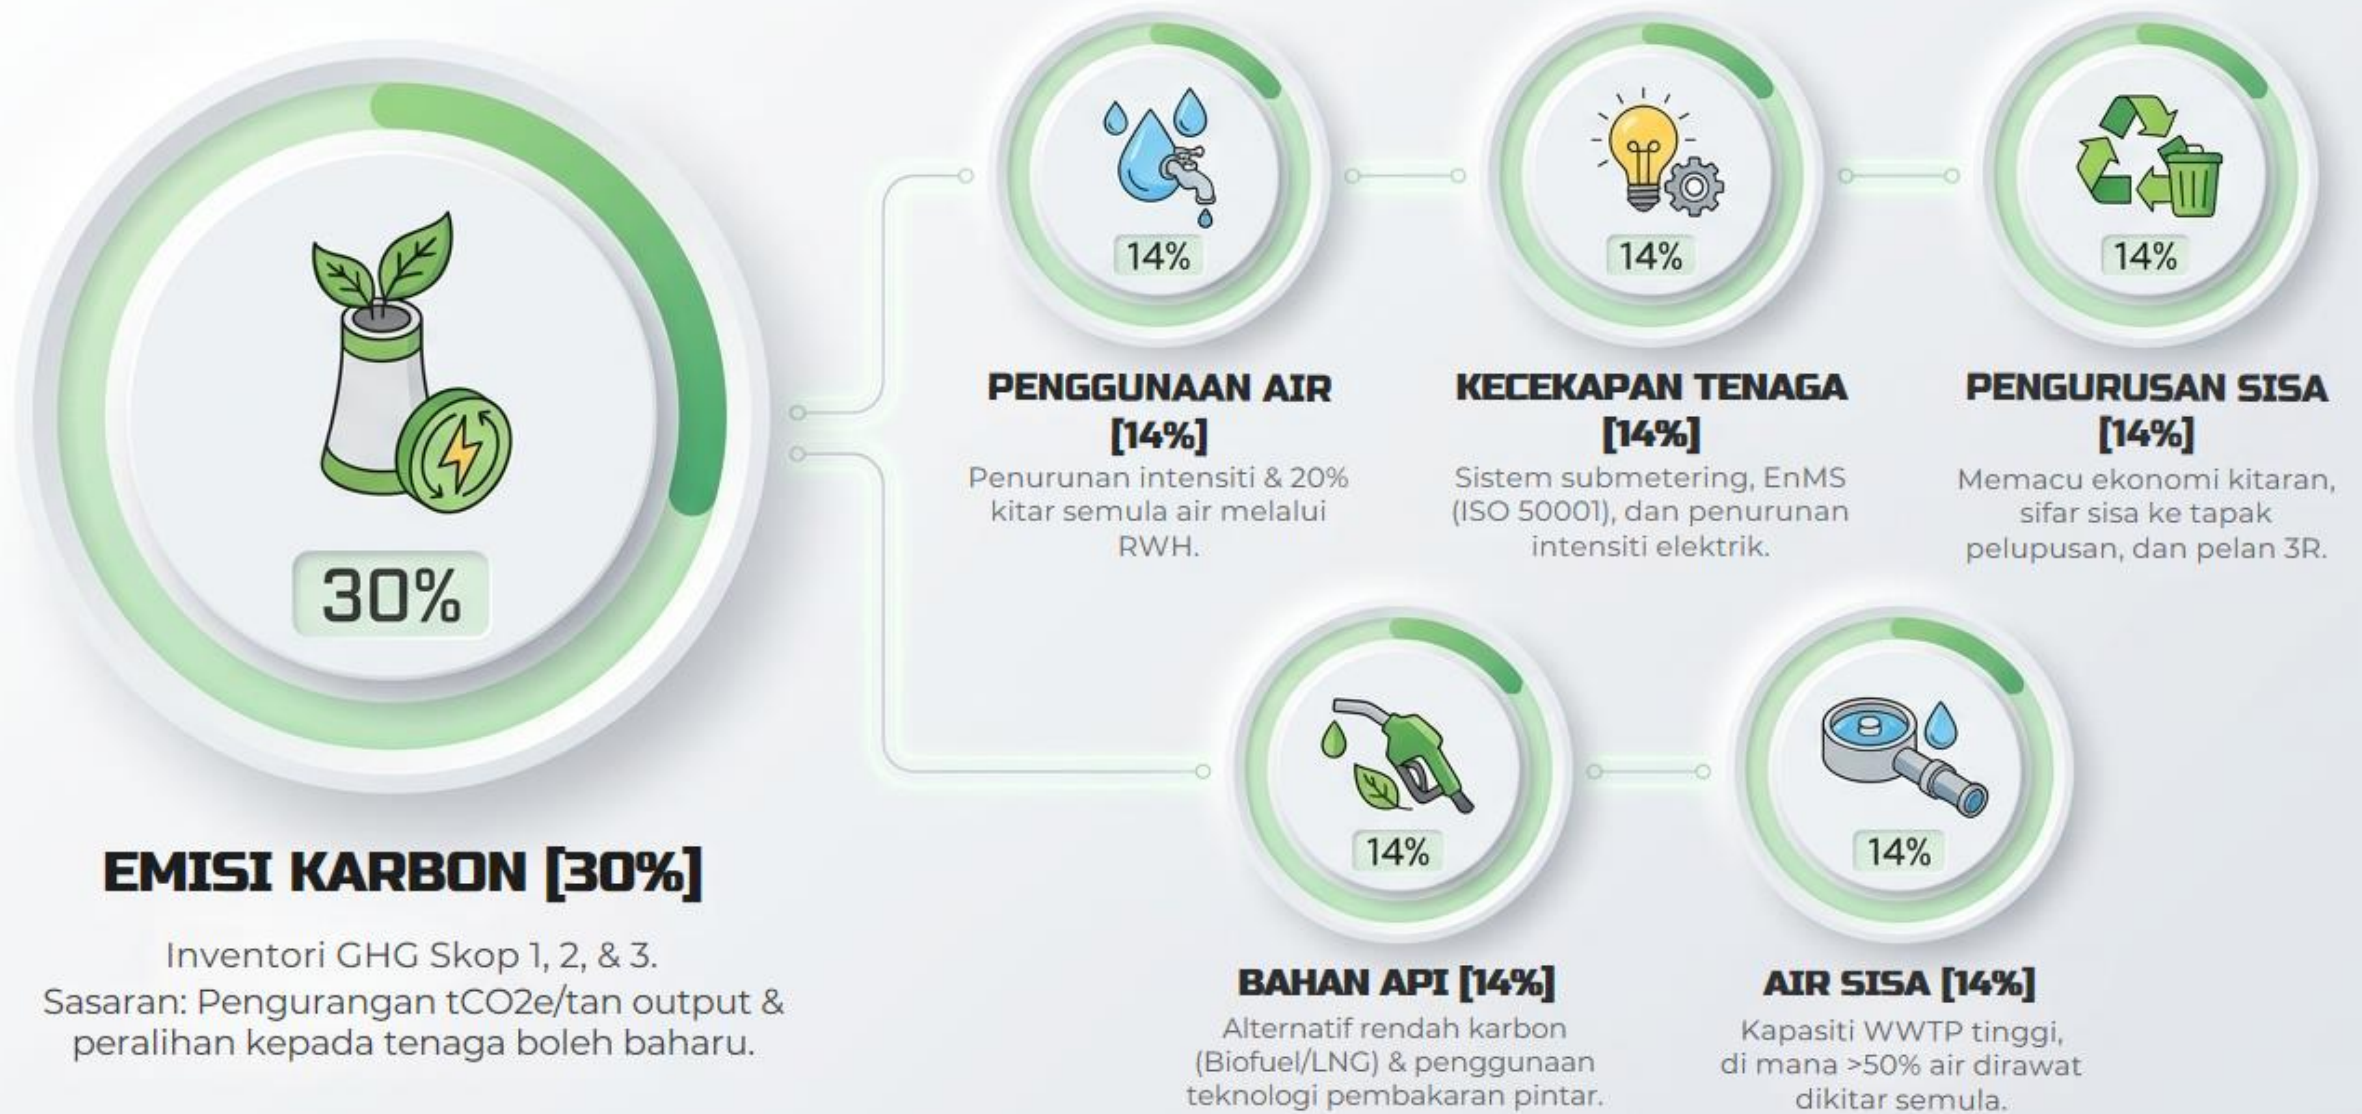 30%
EMISI KARBON [30%]
Inventori GHG Skop 1, 2, & 3.
Sasaran: Pengurangan tCO2e/tan output &
peralihan kepada tenaga boleh baharu.
14%
PENGGUNAAN AIR
[14%]
Penurunan intensiti & 20%
kitar semula air melalui
RWH.
14%
KECEKAPAN TENAGA
[14%]
Sistem submetering, EnMS
(ISO 50001), dan penurunan
intensiti elektrik.
14%
PENGURUSAN SISA
[14%]
Memacu ekonomi kitaran,
sifar sisa ke tapak
pelupusan, dan pelan 3R.
14%
BAHAN API [14%]
Alternatif rendah karbon
(Biofuel/LNG) & penggunaan
teknologi pembakaran pintar.
14%
AIR SISA [14%]
Kapasiti WWTP tinggi,
di mana >50% air dirawat
dikitar semula.